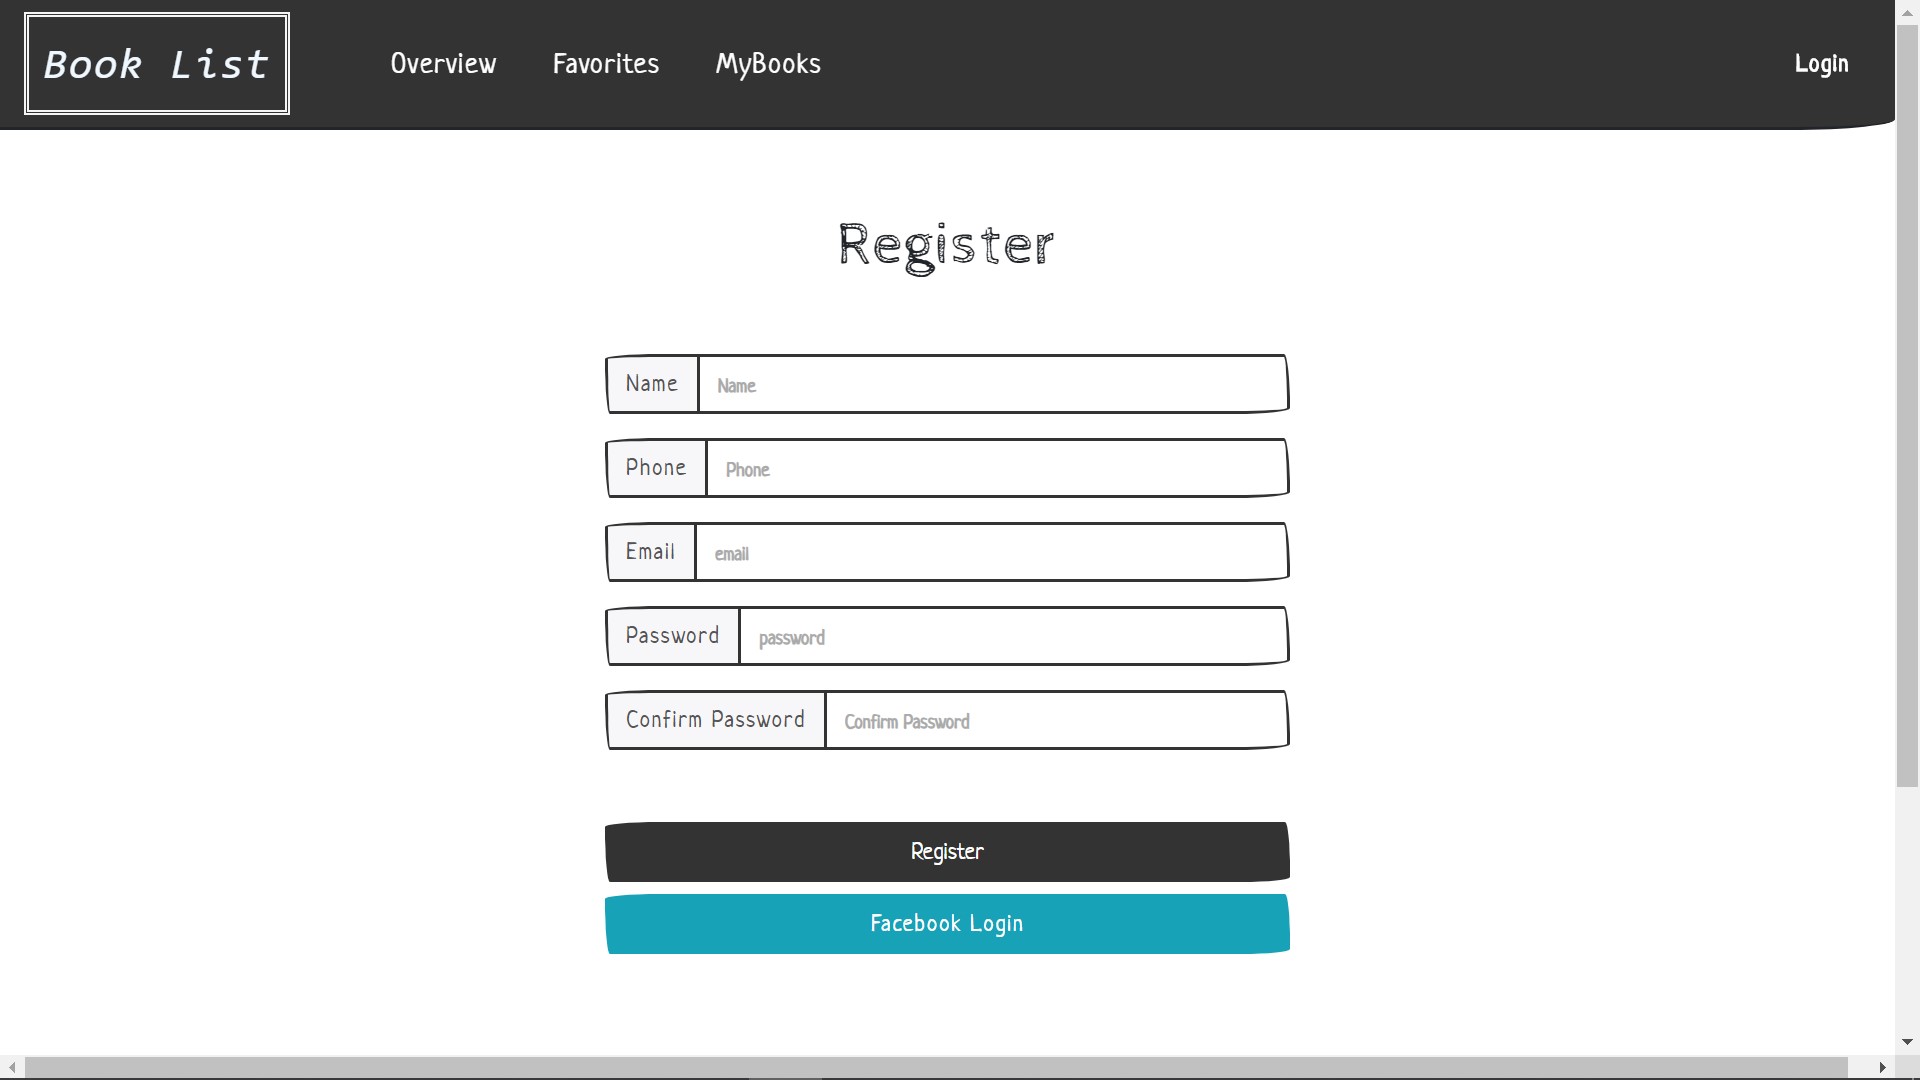 Book List Overview Favorites MyBooks Login
Register
Name Name
Phone Phone
Email email
Password password
Confirm Password Confirm Password
Register
Facebook Login